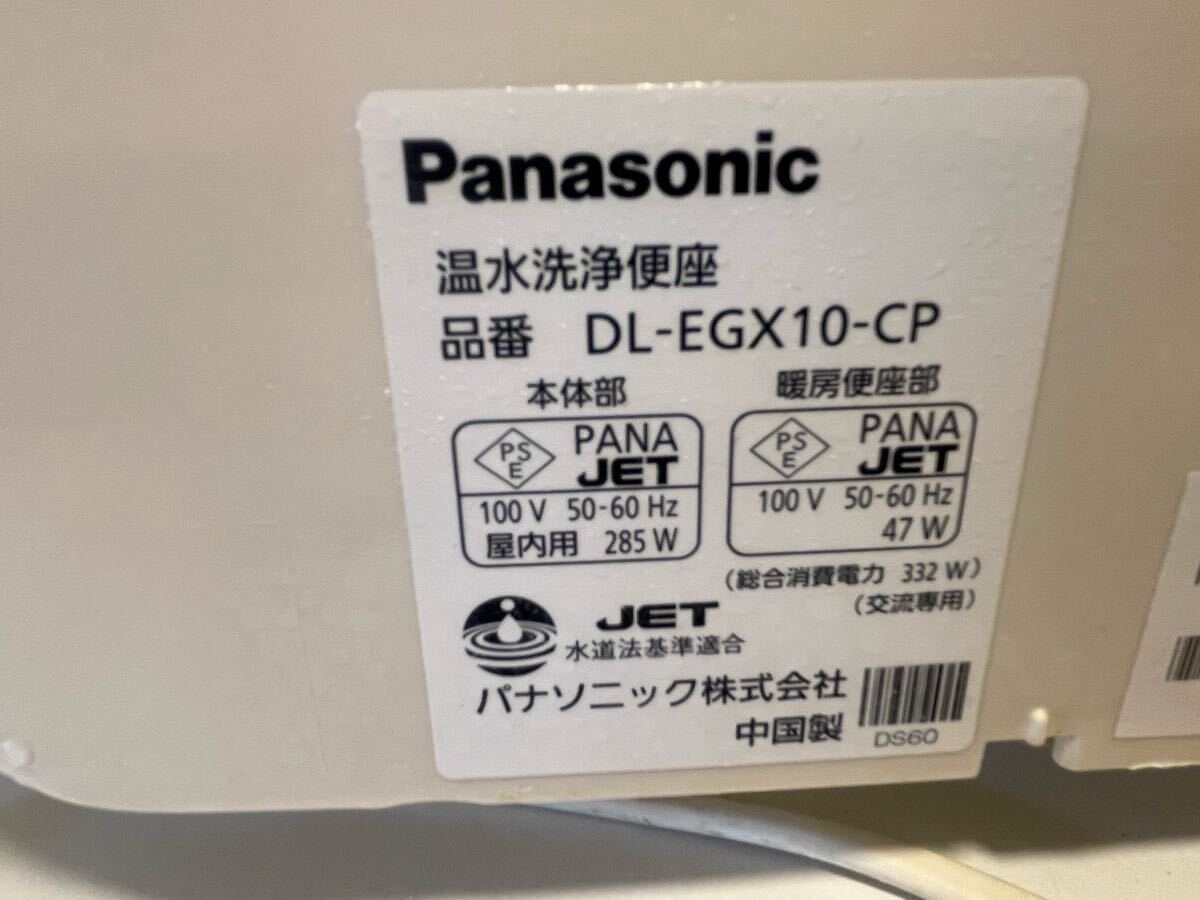 Panasonic
温水洗浄便座
品番 DL-EGX10-CP
本体部
PS E PANA JET
100 V 50-60 Hz
屋内用 285 W
暖房便座部
PS E PANA JET
100 V 50-60 Hz
47 W
(総合消費電力 332 W)
(交流専用)
JET
水道法基準適合
パナソニック株式会社
中国製
DS60